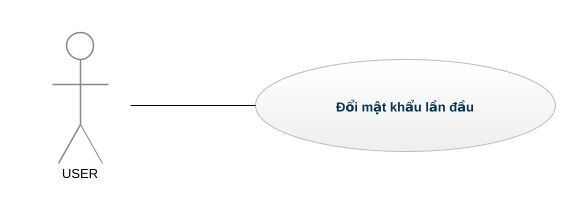 Đổi mật khẩu lần đầu
USER